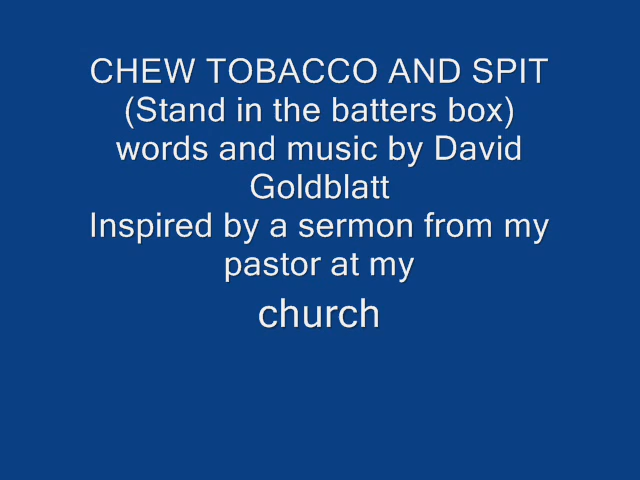 CHEW TOBACCO AND SPIT
(Stand in the batters box)
words and music by David
Goldblatt
Inspired by a sermon from my
pastor at my
church